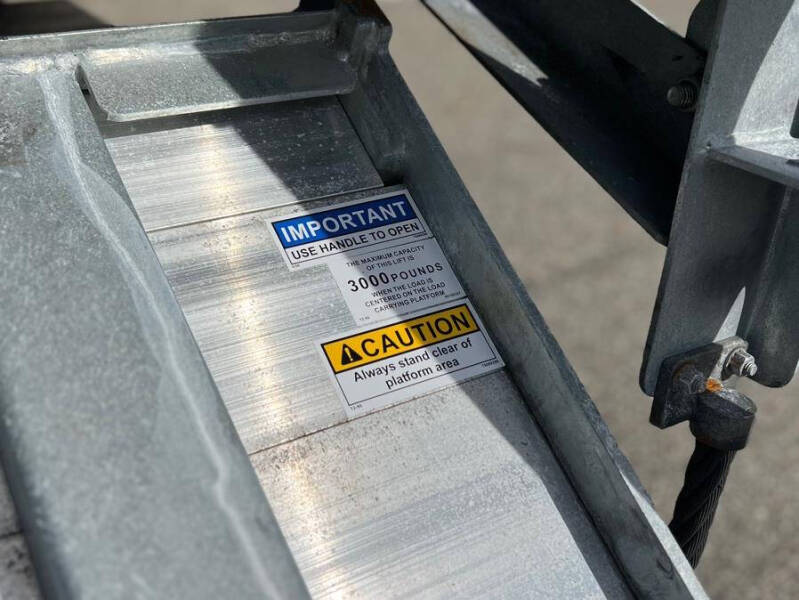 IMPORTANT
USE HANDLE TO OPEN
THE MAXIMUM CAPACITY
OF THIS LIFT IS
3000 POUNDS
WHEN THE LOAD IS
CENTERED ON THE LOAD
CARRYING PLATFORM
CAUTION
Always stand clear of
platform area